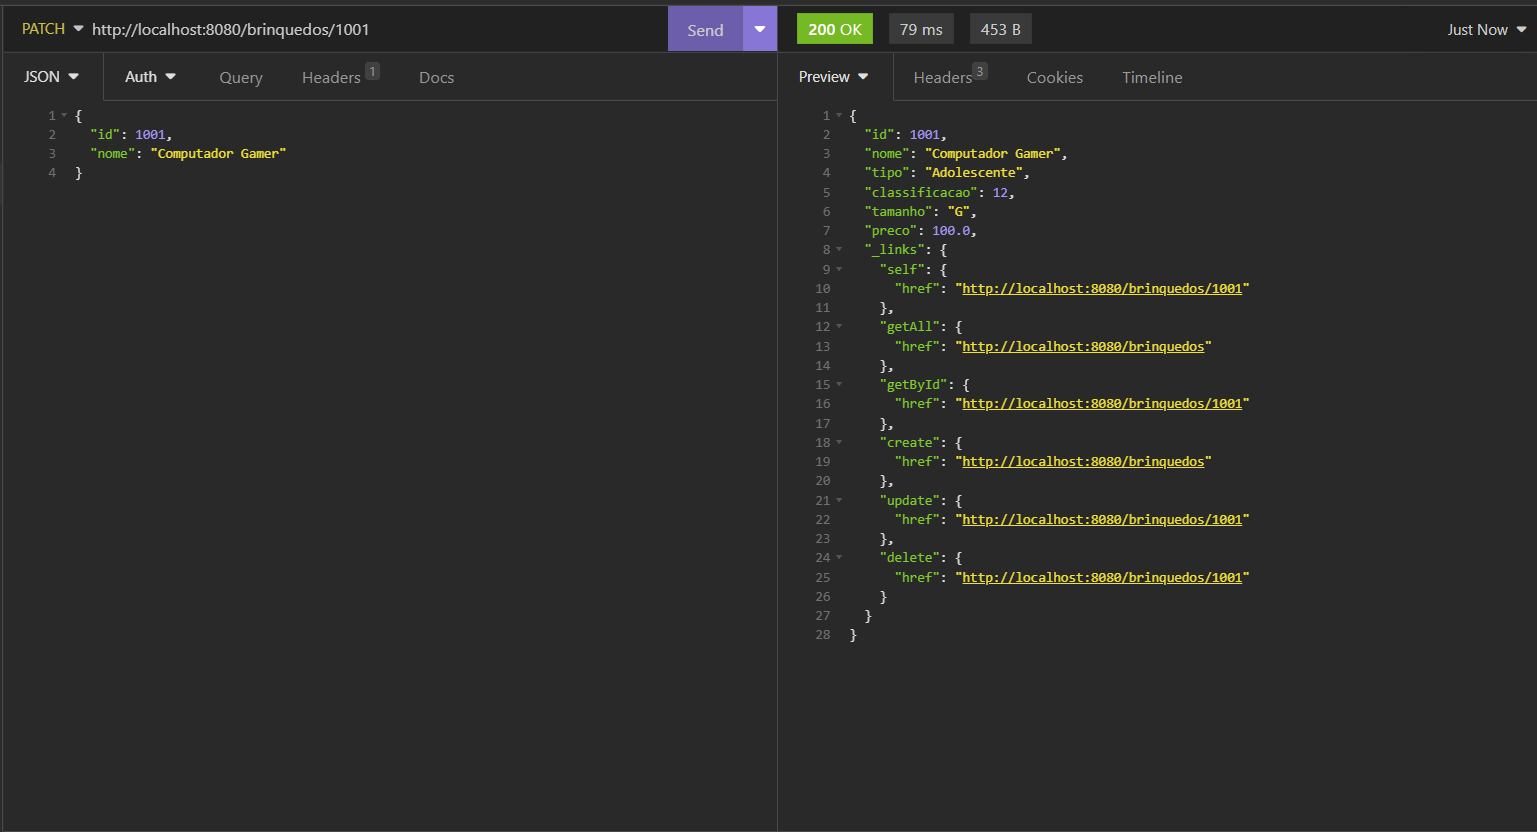 PATCH http://localhost:8080/brinquedos/1001 Send 200 OK 79 ms 453 B Just Now
JSON Auth Query Headers 1 Docs
1 {
2 "id": 1001,
3 "nome": "Computador Gamer"
4 }
Preview Headers 3 Cookies Timeline
1 {
2 "id": 1001,
3 "nome": "Computador Gamer",
4 "tipo": "Adolescente",
5 "classificacao": 12,
6 "tamanho": "G",
7 "preco": 100.0,
8 "_links": {
9 "self": {
10 "href": "http://localhost:8080/brinquedos/1001"
11 },
12 "getAll": {
13 "href": "http://localhost:8080/brinquedos"
14 },
15 "getById": {
16 "href": "http://localhost:8080/brinquedos/1001"
17 },
18 "create": {
19 "href": "http://localhost:8080/brinquedos"
20 },
21 "update": {
22 "href": "http://localhost:8080/brinquedos/1001"
23 },
24 "delete": {
25 "href": "http://localhost:8080/brinquedos/1001"
26 }
27 }
28 }